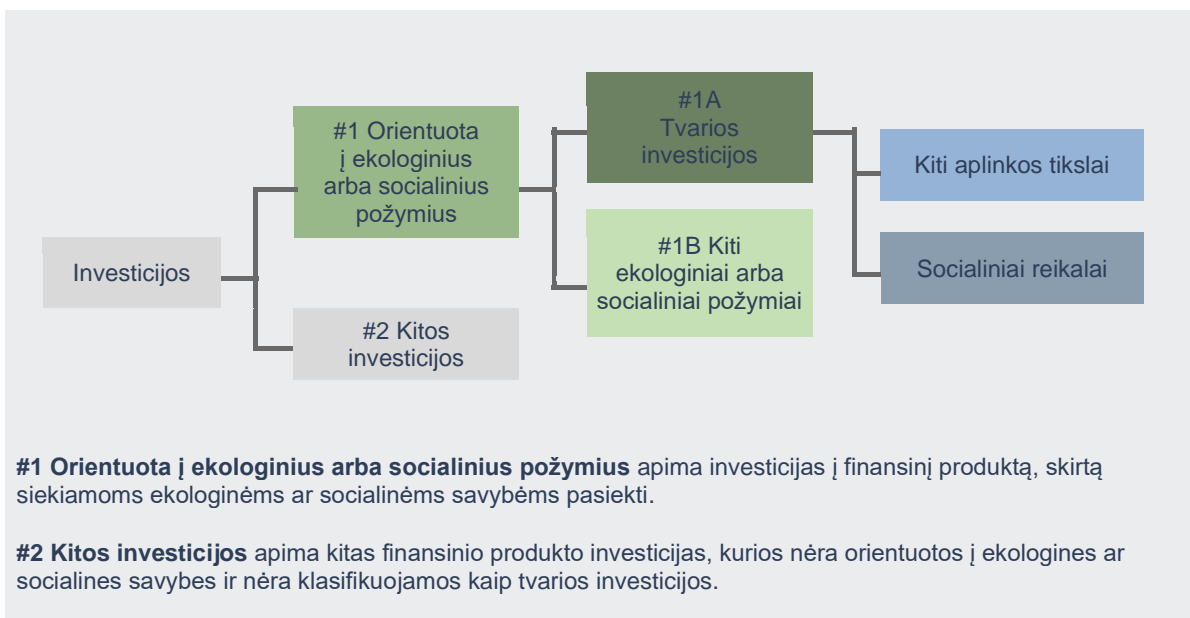 #1 Orientuota
į ekologinius
arba socialinius
požymius
#1A
Tvarios
investicijos
Kiti aplinkos tikslai
#1B Kiti
ekologiniai arba
socialiniai požymiai
Socialiniai reikalai
Investicijos
#2 Kitos
investicijos
#1 Orientuota į ekologinius arba socialinius požymius apima investicijas į finansinį produktą, skirtą
siekiamoms ekologinėms ar socialinėms savybėms pasiekti.
#2 Kitos investicijos apima kitas finansinio produkto investicijas, kurios nėra orientuotos į ekologines ar
socialines savybes ir nėra klasifikuojamos kaip tvarios investicijos.